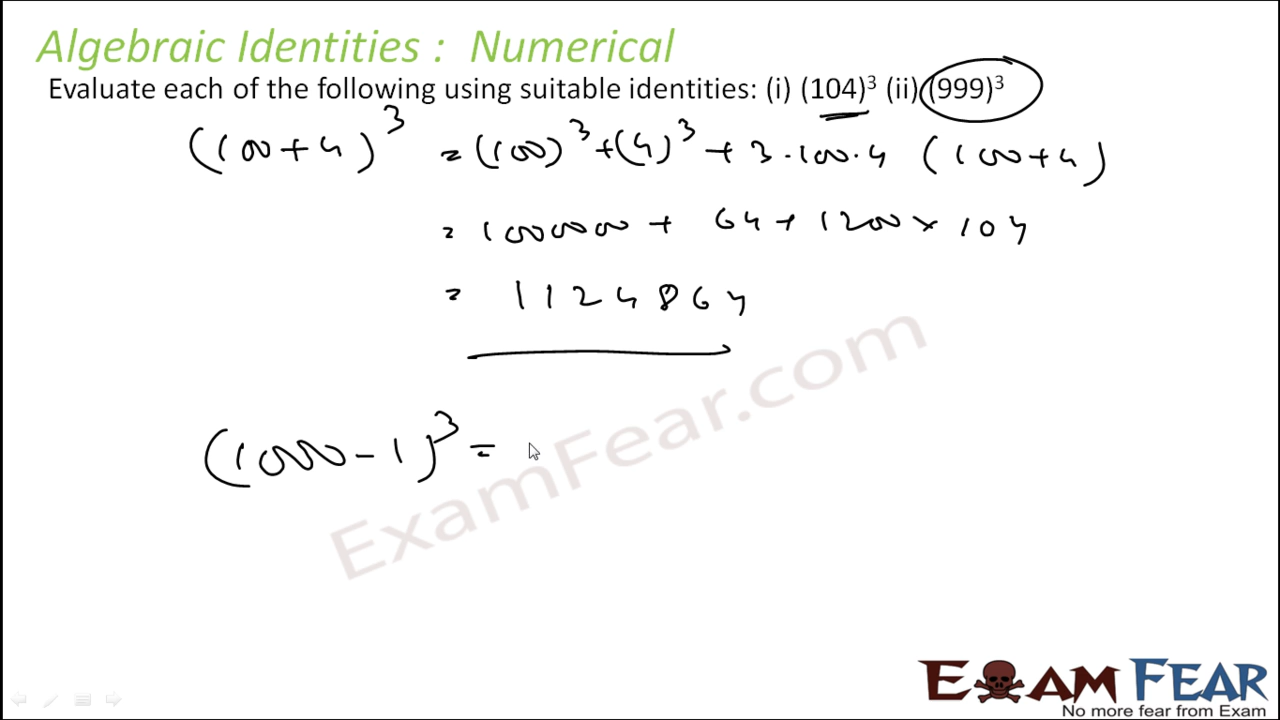 Algebraic Identities : Numerical
Evaluate each of the following using suitable identities: (i) (104)³ (ii) (999)³
(100+4)³ = (100)³+(4)³+3·100·4 (100+4)
= 1000000 + 64+1200×104
= 1124864
(1000-1)³ =
ExamFear.com
EXAM FEAR
No more fear from Exam